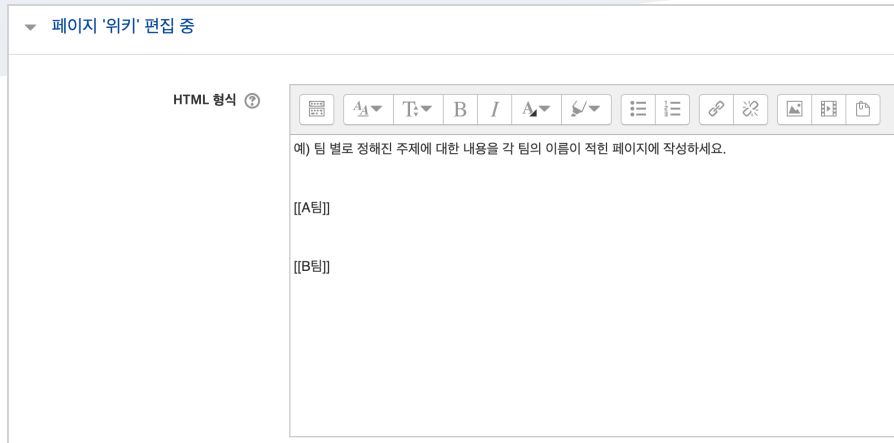 페이지 '위키' 편집 중
HTML 형식
예) 팀 별로 정해진 주제에 대한 내용을 각 팀의 이름이 적힌 페이지에 작성하세요.
[[A팀]]
[[B팀]]